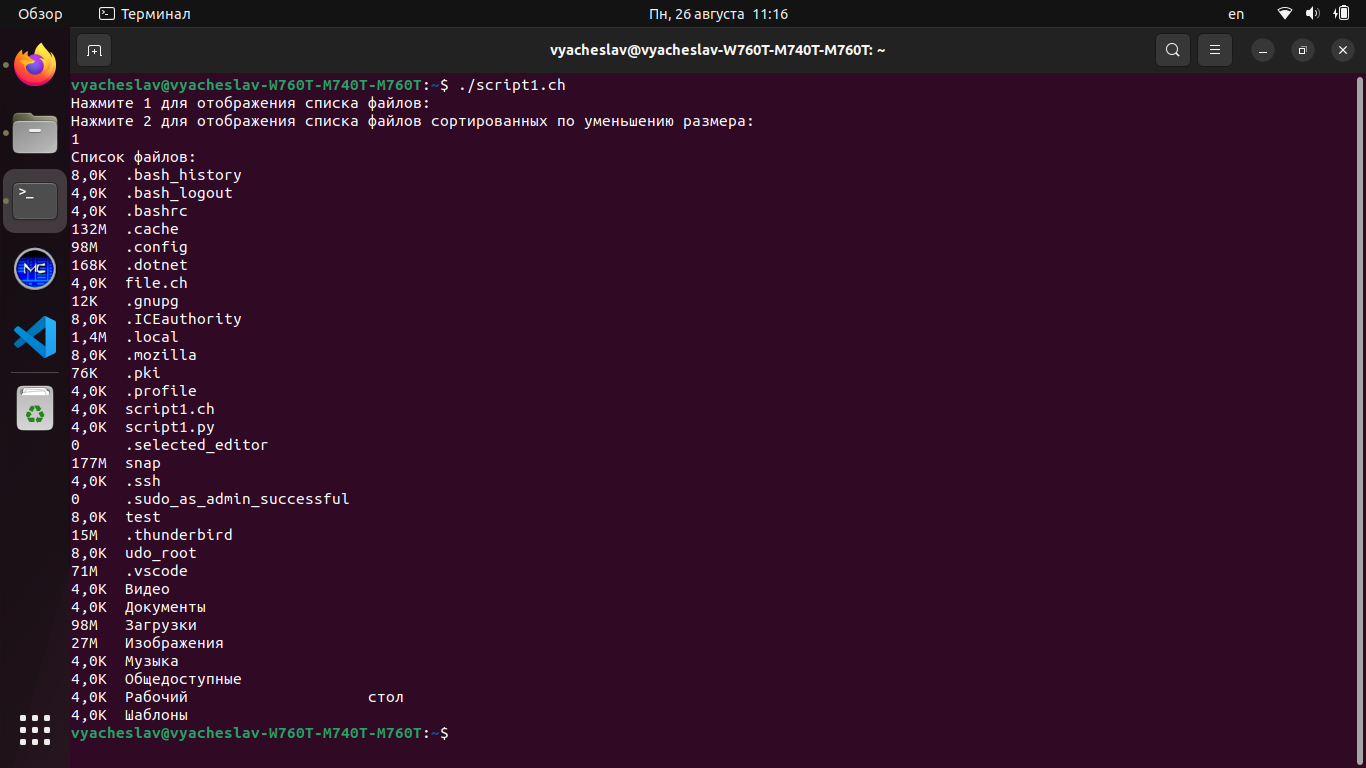 Обзор Терминал Пн, 26 августа 11:16 en
vyacheslav@vyacheslav-W760T-M740T-M760T: ~
vyacheslav@vyacheslav-W760T-M740T-M760T:~$ ./script1.ch
Нажмите 1 для отображения списка файлов:
Нажмите 2 для отображения списка файлов сортированных по уменьшению размера:
1
Список файлов:
8,0K .bash_history
4,0K .bash_logout
4,0K .bashrc
132M .cache
98M .config
168K .dotnet
4,0K file.ch
12K .gnupg
8,0K .ICEauthority
1,4M .local
8,0K .mozilla
76K .pki
4,0K .profile
4,0K script1.ch
4,0K script1.py
0 .selected_editor
177M snap
4,0K .ssh
0 .sudo_as_admin_successful
8,0K test
15M .thunderbird
8,0K udo_root
71M .vscode
4,0K Видео
4,0K Документы
98M Загрузки
27M Изображения
4,0K Музыка
4,0K Общедоступные
4,0K Рабочий стол
4,0K Шаблоны
vyacheslav@vyacheslav-W760T-M740T-M760T:~$
>_
MC